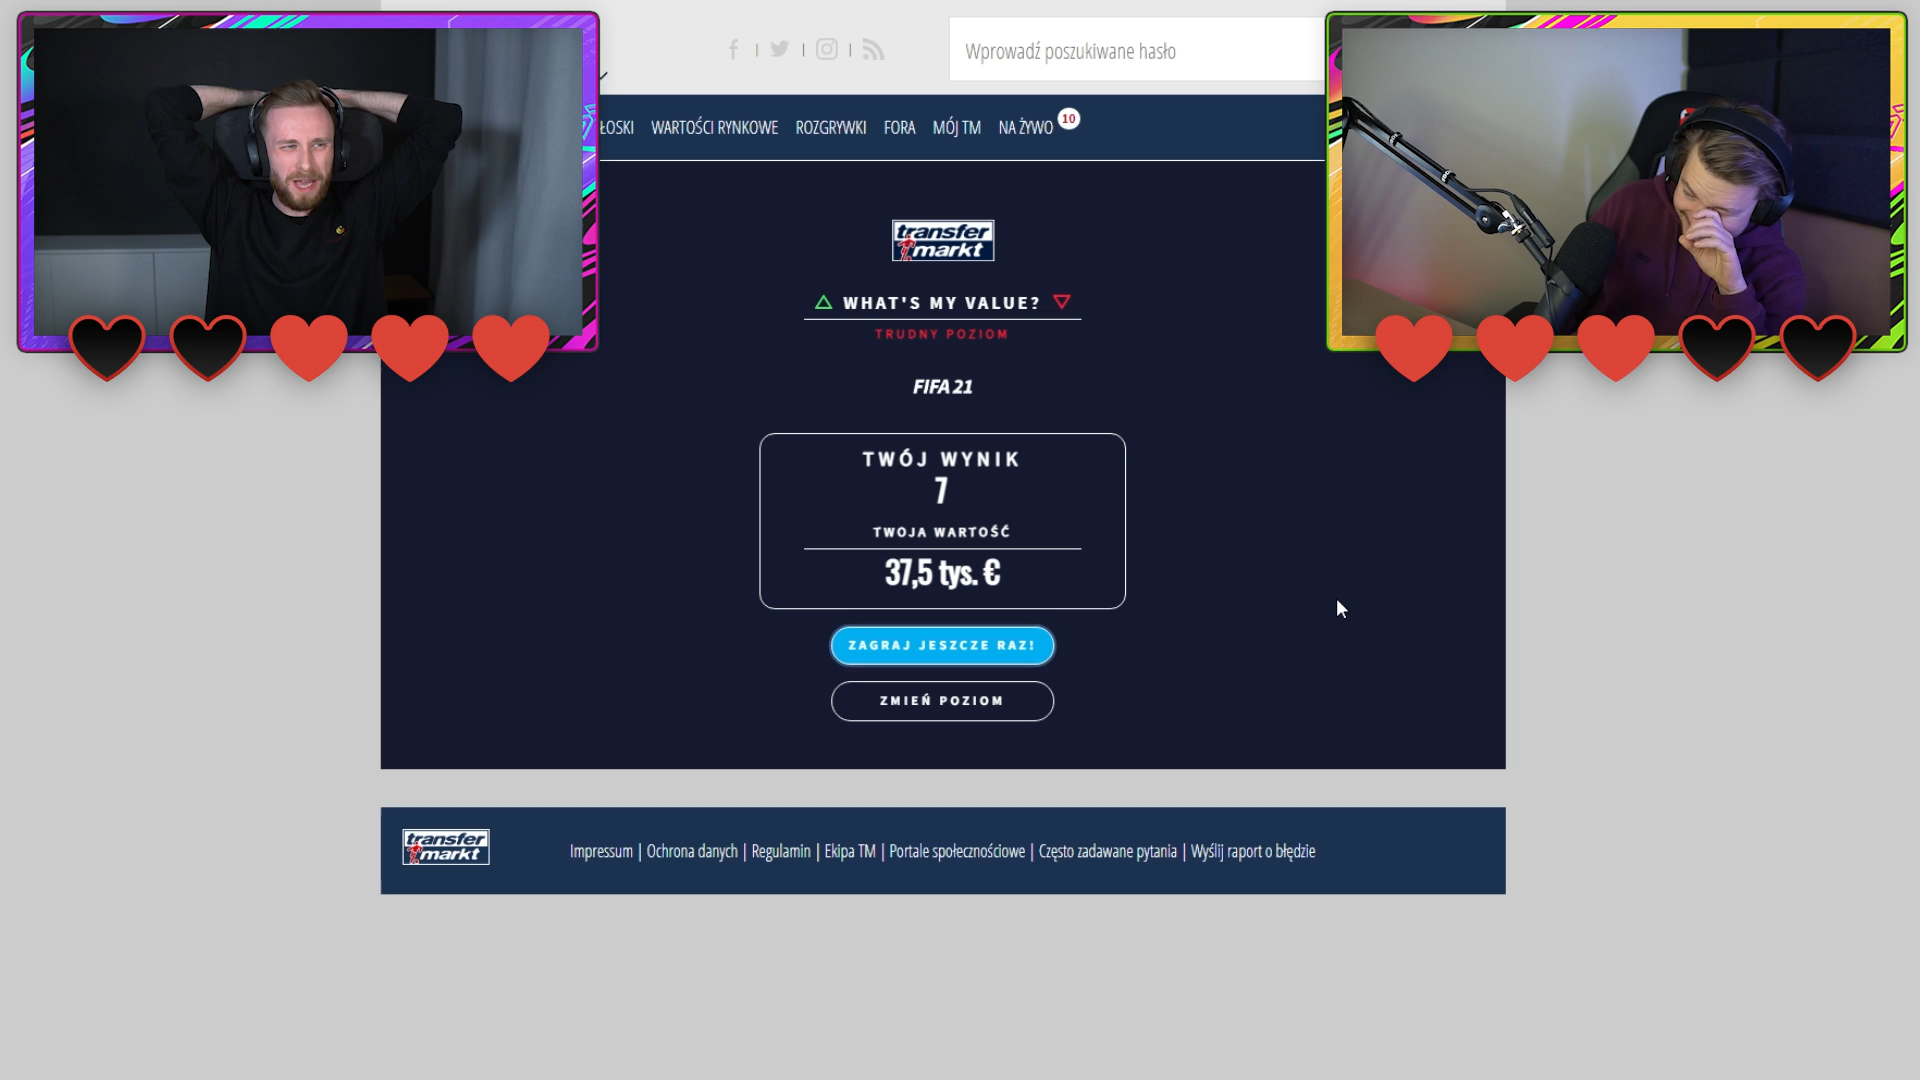 Wprowadź poszukiwane hasło
ŁOSKI WARTOŚCI RYNKOWE ROZGRYWKI FORA MÓJ TM NA ŻYWO 10
transfer
markt
WHAT'S MY VALUE?
TRUDNY POZIOM
FIFA 21
TWÓJ WYNIK
7
TWOJA WARTOŚĆ
37,5 tys. €
ZAGRAJ JESZCZE RAZ!
ZMIEŃ POZIOM
transfer
markt
Impressum | Ochrona danych | Regulamin | Ekipa TM | Portale społecznościowe | Często zadawane pytania | Wyślij raport o błędzie